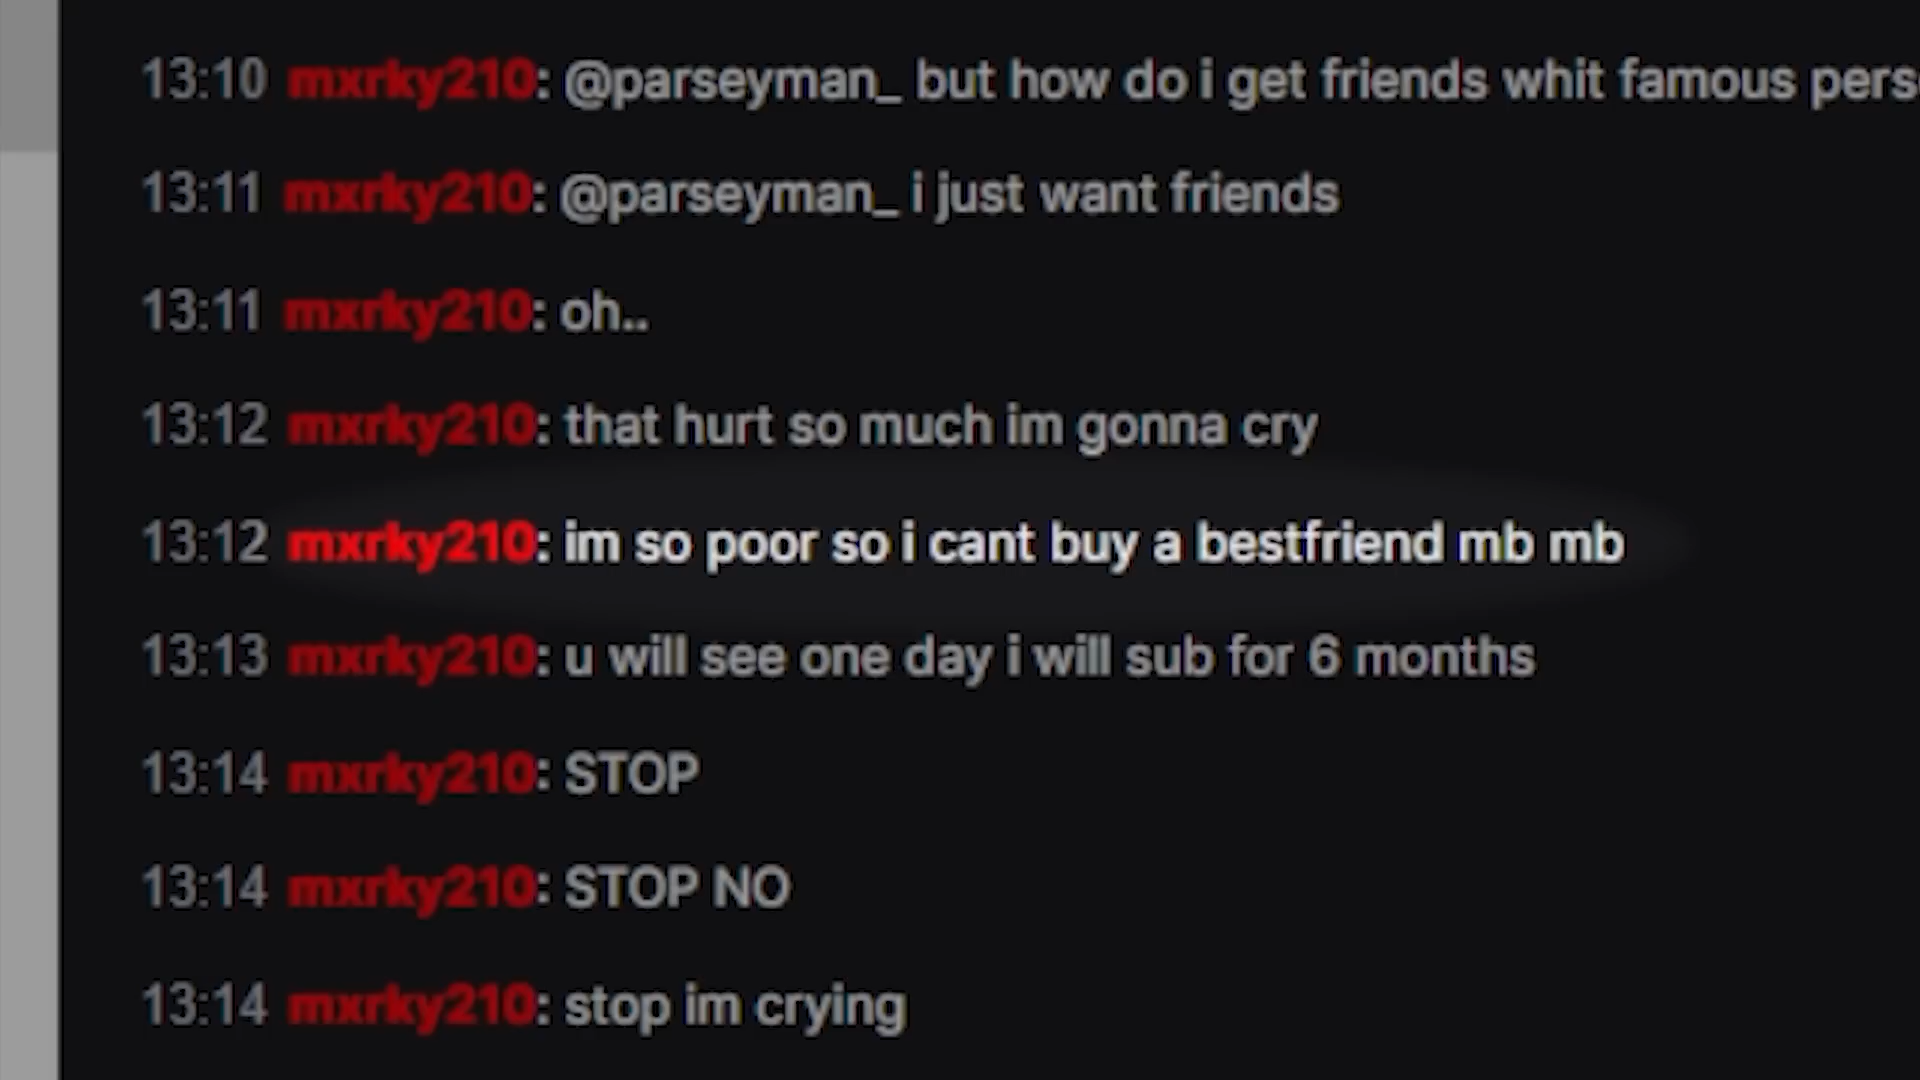 13:10 mxrky210: @parseyman_ but how do i get friends whit famous
13:11 mxrky210: @parseyman_ i just want friends
13:11 mxrky210: oh..
13:12 mxrky210: that hurt so much im gonna cry
13:12 mxrky210: im so poor so i cant buy a bestfriend mb mb
13:13 mxrky210: u will see one day i will sub for 6 months
13:14 mxrky210: STOP
13:14 mxrky210: STOP NO
13:14 mxrky210: stop im crying